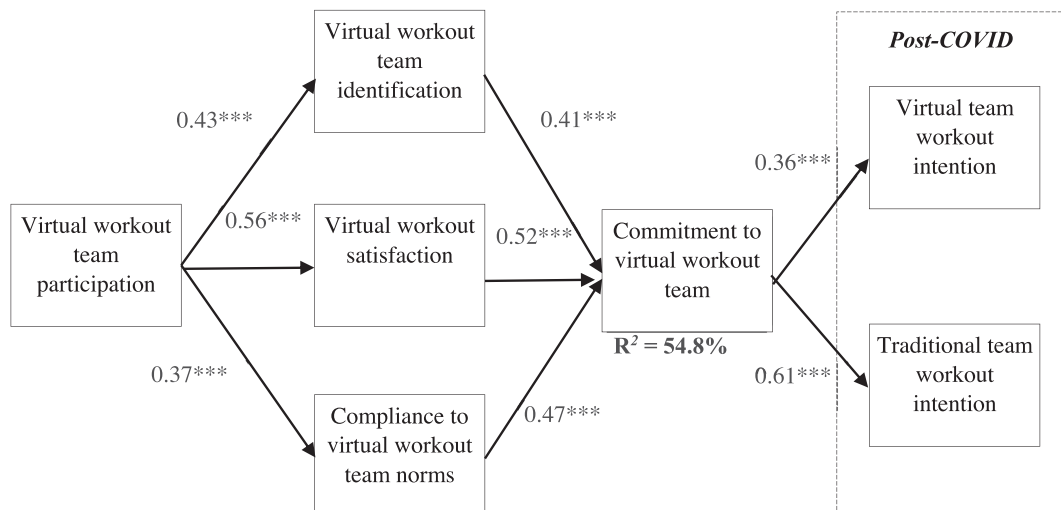 Post-COVID
Virtual workout
team
identification
0.43***
0.41***
Virtual team
workout
intention
0.36***
Virtual workout
team
participation
0.56***
Virtual workout
satisfaction
0.52***
Commitment to
virtual workout
team
R² = 54.8%
0.37***
Compliance to
virtual workout
team norms
0.47***
0.61***
Traditional team
workout
intention